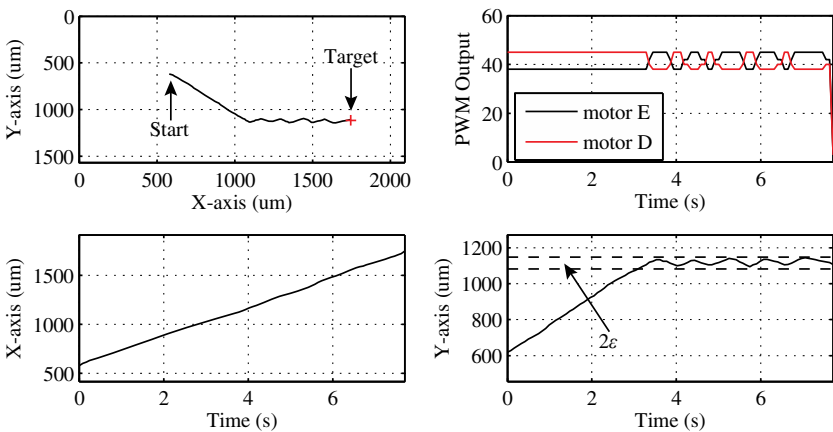 0
500
1000
1500
Y-axis (um)
Target
Start
0
500
1000
1500
2000
X-axis (um)
60
40
20
0
PWM Output
motor E
motor D
0
2
4
6
Time (s)
1500
1000
500
X-axis (um)
0
2
4
6
Time (s)
1200
1000
800
600
Y-axis (um)
2ε
0
2
4
6
Time (s)